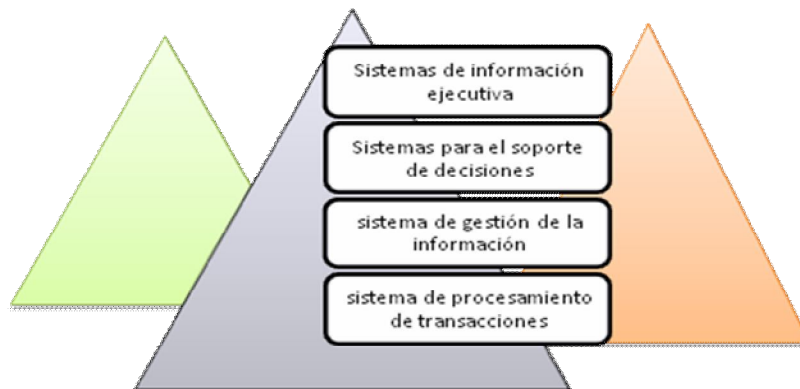 Sistemas de información
ejecutiva
Sistemas para el soporte
de decisiones
sistema de gestión de la
información
sistema de procesamiento
de transacciones